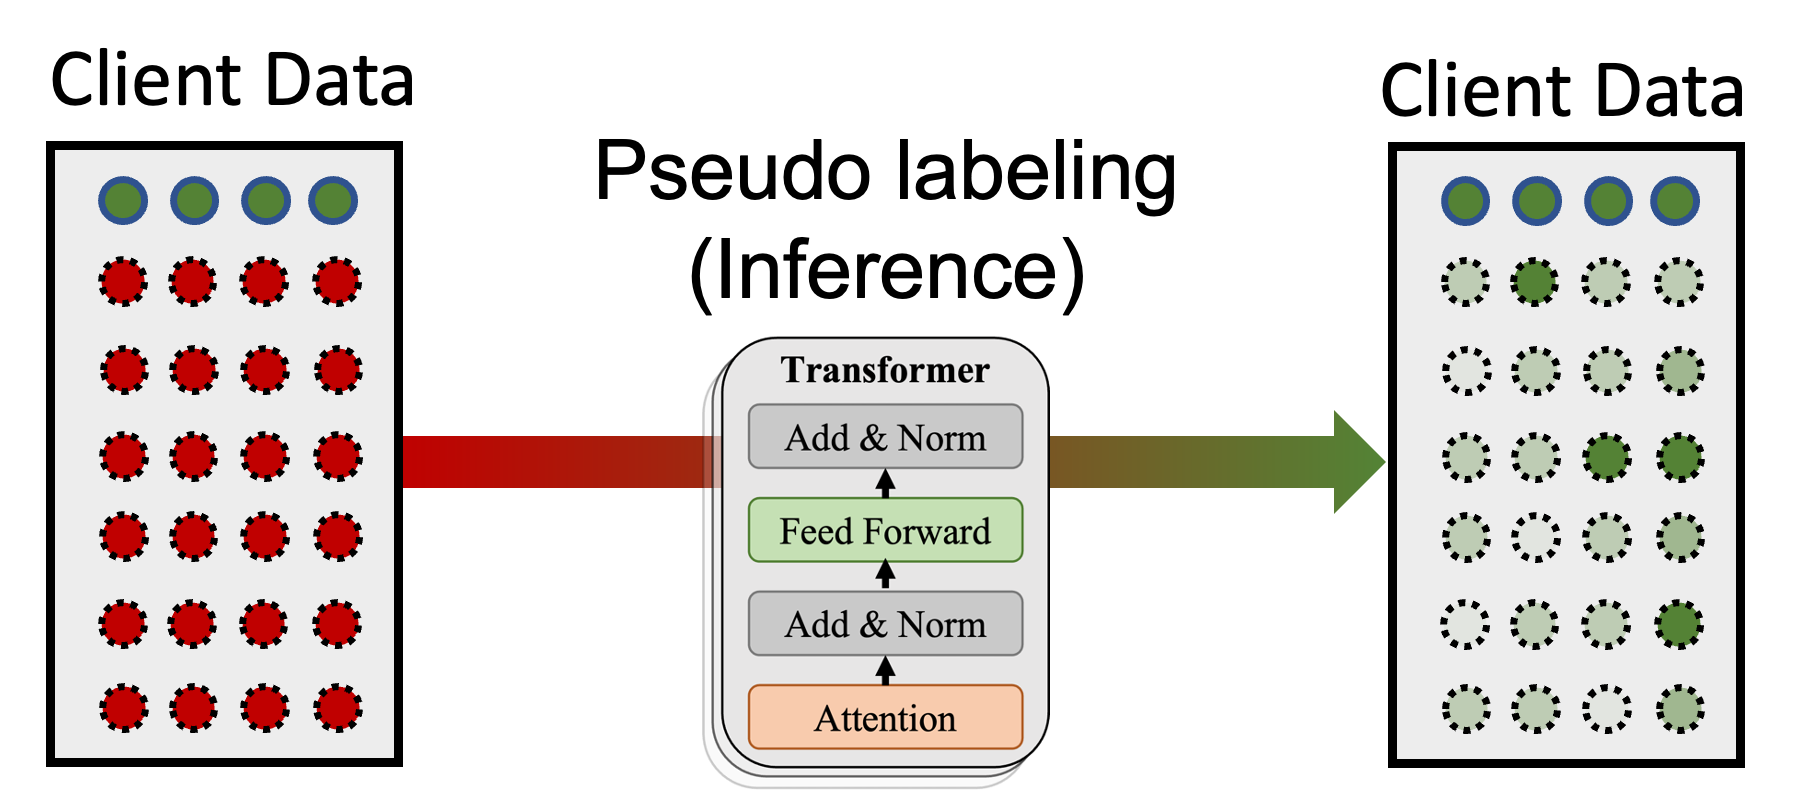 Client Data
Client Data
Pseudo labeling
(Inference)
Transformer
Add & Norm
Feed Forward
Add & Norm
Attention